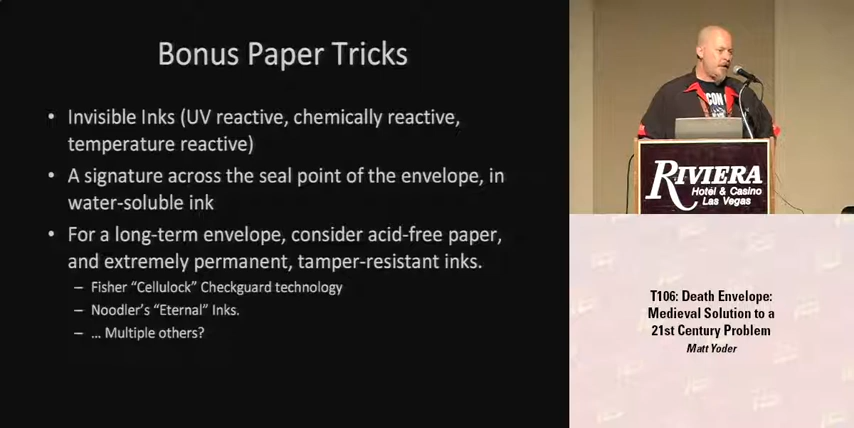 Bonus Paper Tricks
• Invisible Inks (UV reactive, chemically reactive,
temperature reactive)
• A signature across the seal point of the envelope, in
water-soluble ink
• For a long-term envelope, consider acid-free paper,
and extremely permanent, tamper-resistant inks.
– Fisher “Cellulock” Checkguard technology
– Noodler’s “Eternal” Inks.
– … Multiple others?
CON
RIVIERA
Hotel & Casino
Las Vegas
T106: Death Envelope:
Medieval Solution to a
21st Century Problem
Matt Yoder